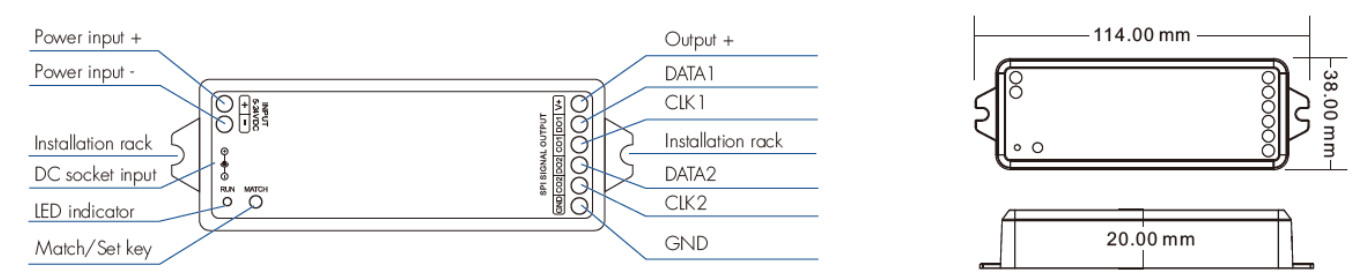 Power input +
Power input -
Installation rack
DC socket input
LED indicator
Match/Set key
+
-
INPUT
5-24VDC
RUN MATCH
SPI SIGNAL OUTPUT
V+
DO1
CO1
DO2
CO2
GND
Output +
DATA1
CLK1
Installation rack
DATA2
CLK2
GND
114.00 mm
38.00 mm
20.00 mm